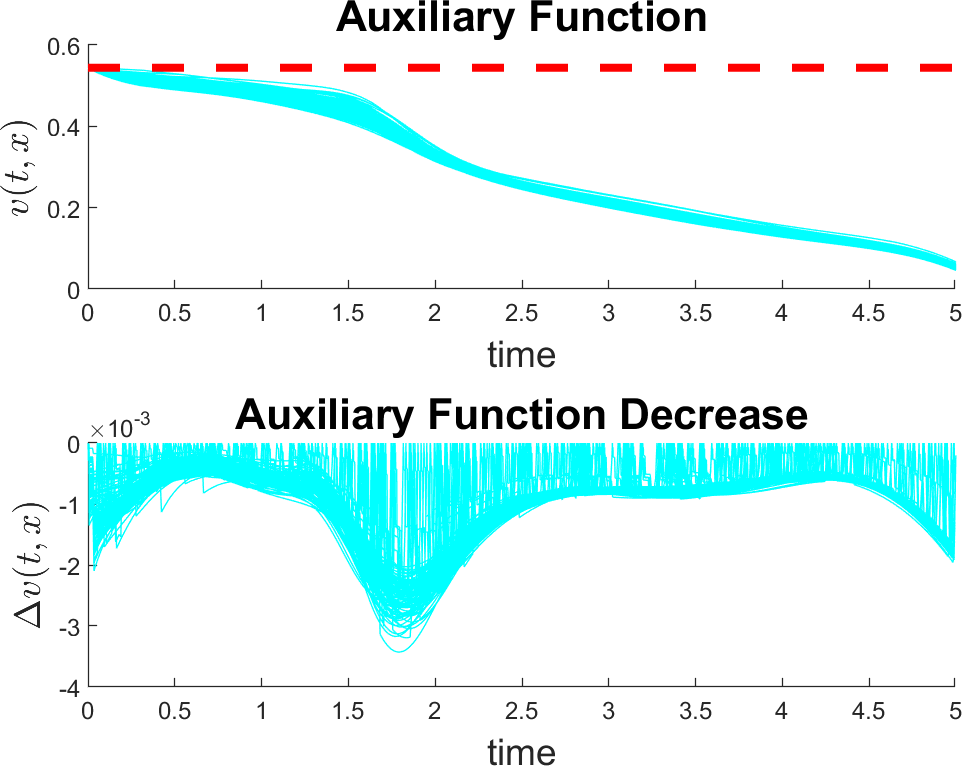 Auxiliary Function
0.6
0.4
0.2
0
v(t, x)
0 0.5 1 1.5 2 2.5 3 3.5 4 4.5 5
time
Auxiliary Function Decrease
×10⁻³
0
-1
-2
-3
-4
Δv(t, x)
0 0.5 1 1.5 2 2.5 3 3.5 4 4.5 5
time